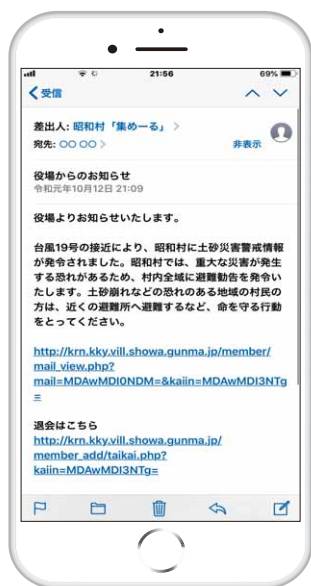 21:56
69%
受信
差出人: 昭和村「集めーる」
宛先: ○○ ○○
非表示
役場からのお知らせ
令和元年10月12日 21:09
役場よりお知らせいたします。
台風19号の接近により、昭和村に土砂災害警戒情報
が発令されました。昭和村では、重大な災害が発生
する恐れがあるため、村内全域に避難勧告を発令い
たします。土砂崩れなどの恐れのある地域の村民の
方は、近くの避難所へ避難するなど、命を守る行動
をとってください。
http://krn.kky.vill.showa.gunma.jp/member/
mail_view.php?
mail=MDAwMDI0NDM=&kaiin=MDAwMDI3NTg
=
退会はこちら
http://krn.kky.vill.showa.gunma.jp/
member_add/taikai.php?
kaiin=MDAwMDI3NTg=